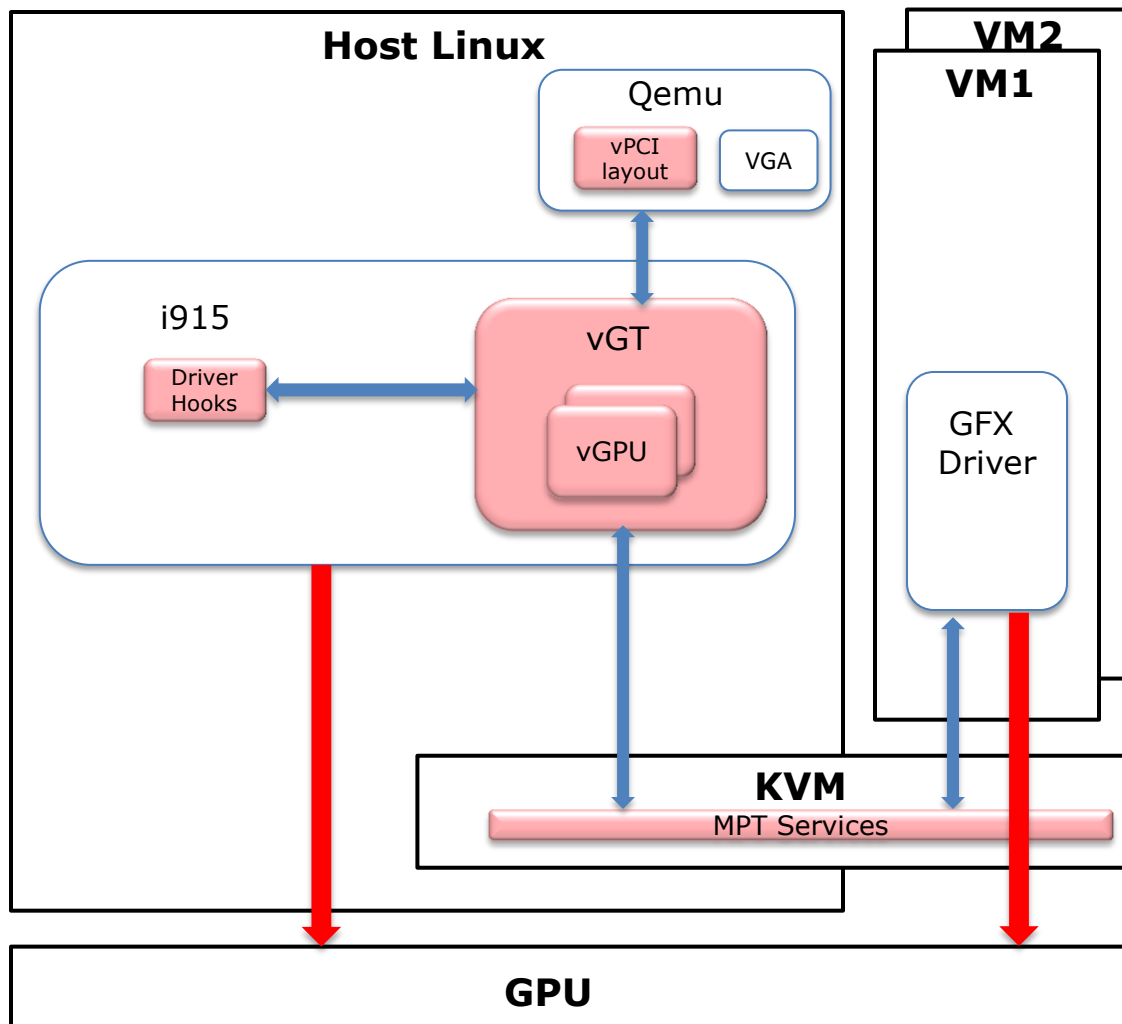 Host Linux
VM2
VM1
Qemu
vPCI
layout
VGA
i915
vGT
Driver
Hooks
vGPU
GFX
Driver
KVM
MPT Services
GPU